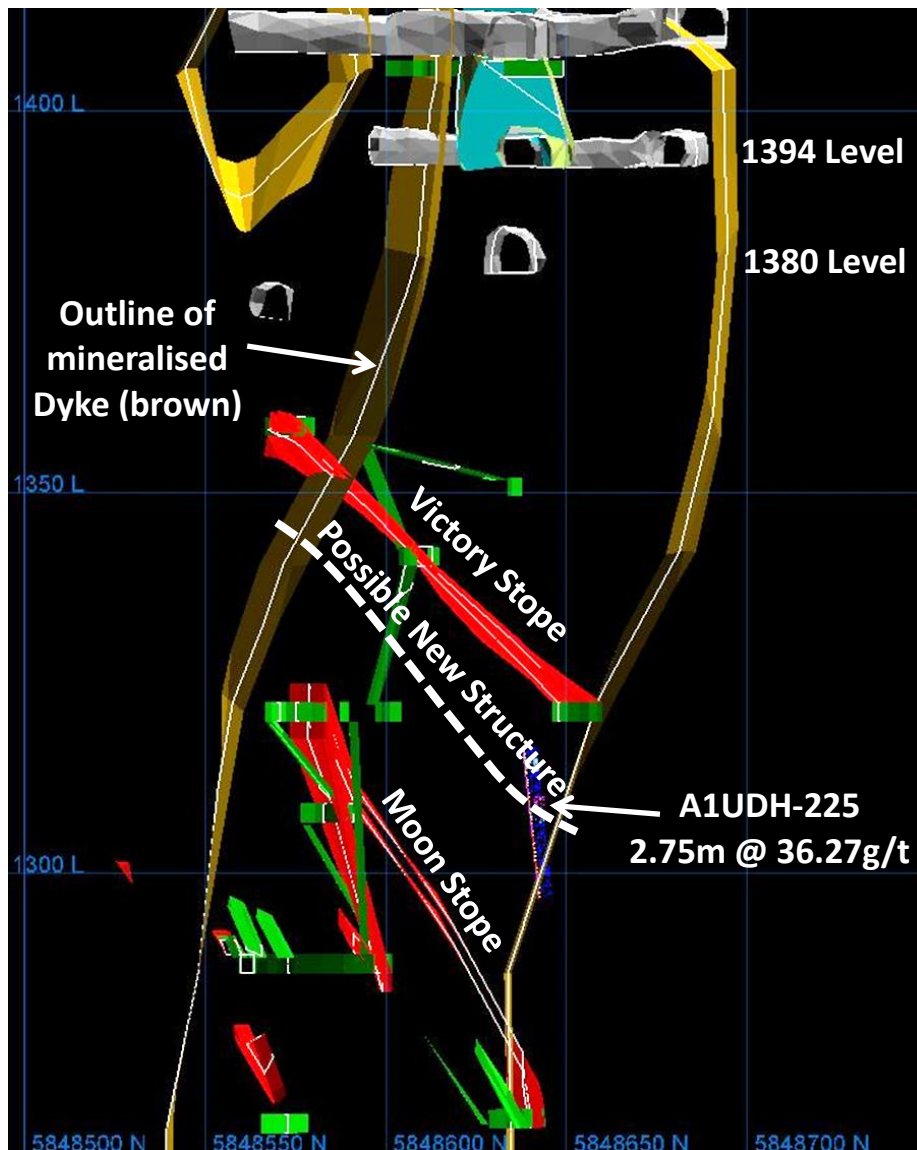 1400 L
1394 Level
1380 Level
Outline of
mineralised
Dyke (brown)
1350 L
Victory Stope
Possible New Structure
Moon Stope
A1UDH-225
2.75m @ 36.27g/t
1300 L
5848500 N
5848550 N
5848600 N
5848650 N
5848700 N